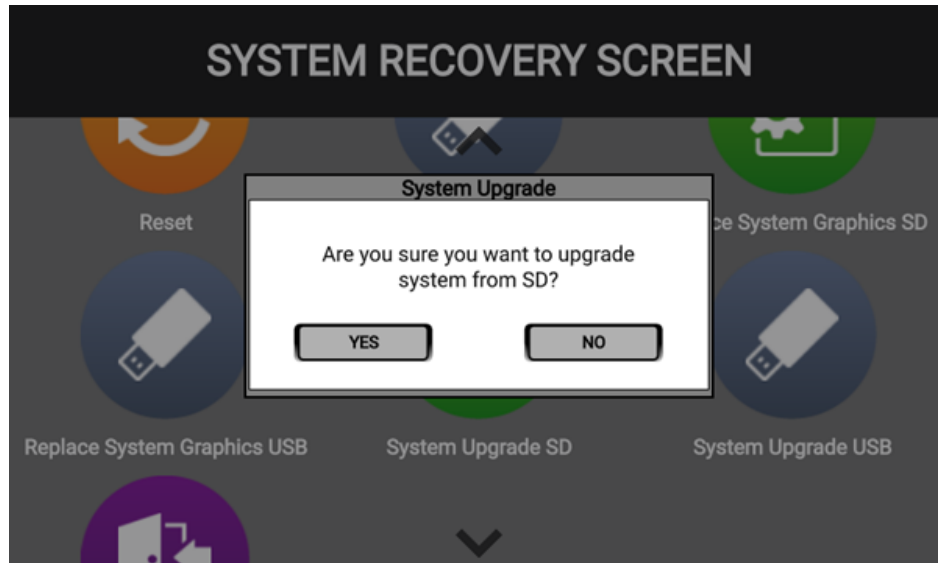 SYSTEM RECOVERY SCREEN
System Upgrade
Reset
ce System Graphics SD
Are you sure you want to upgrade
system from SD?
YES
NO
Replace System Graphics USB
System Upgrade SD
System Upgrade USB